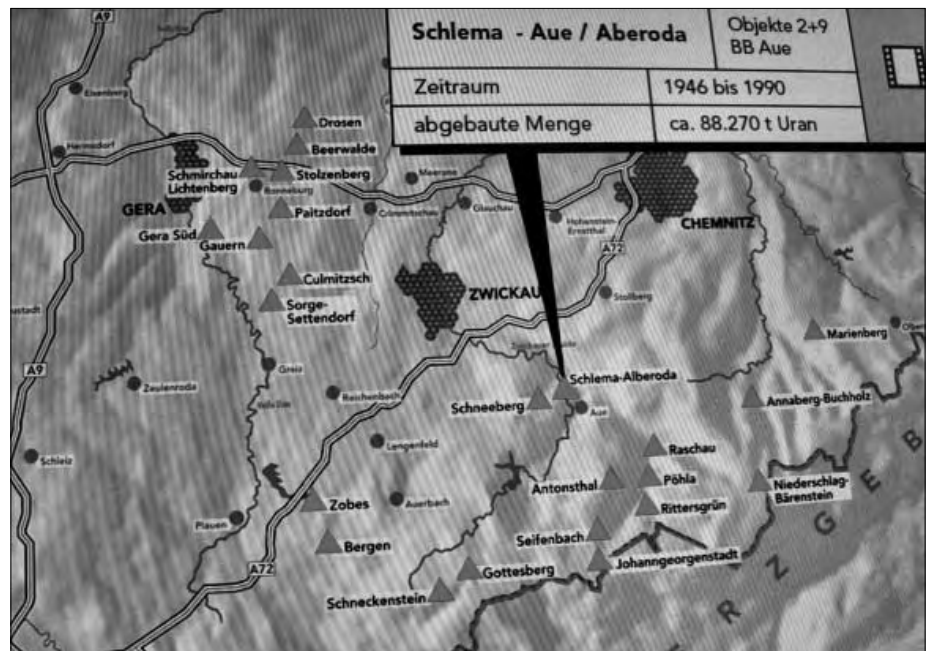 Schlema - Aue / Aberoda
Objekte 2+9
BB Aue
Zeitraum
1946 bis 1990
abgebaute Menge
ca. 88.270 t Uran
A9
Eisenberg
Hermsdorf
Drosen
Beerwalde
Schmirchau
Lichtenberg
Stolzenberg
Ronneburg
Meerane
GERA
Paitzdorf
Crimmitschau
Glauchau
Hohenstein-
Ernstthal
CHEMNITZ
Gera Süd
Gauern
A72
Culmitzsch
Sorge-
Settendorf
ZWICKAU
Stollberg
Marienberg
A9
Greiz
Zeulenroda
Reichenbach
Schlema-Alberoda
Schneeberg
Aue
Annaberg-Buchholz
Schleiz
Lengenfeld
Raschau
Antonsthal
Pöhla
Niederschlag-
Bärenstein
Zobes
Auerbach
Rittersgrün
Plauen
Bergen
Seifenbach
Johanngeorgenstadt
A72
Gottesberg
Schneckenstein
R Z G E B